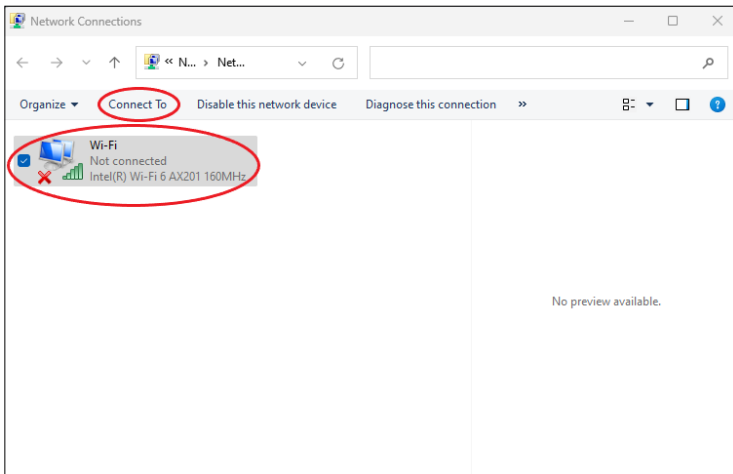 Network Connections
« N... › Net...
Organize Connect To Disable this network device Diagnose this connection »
Wi-Fi
Not connected
Intel(R) Wi-Fi 6 AX201 160MHz
No preview available.